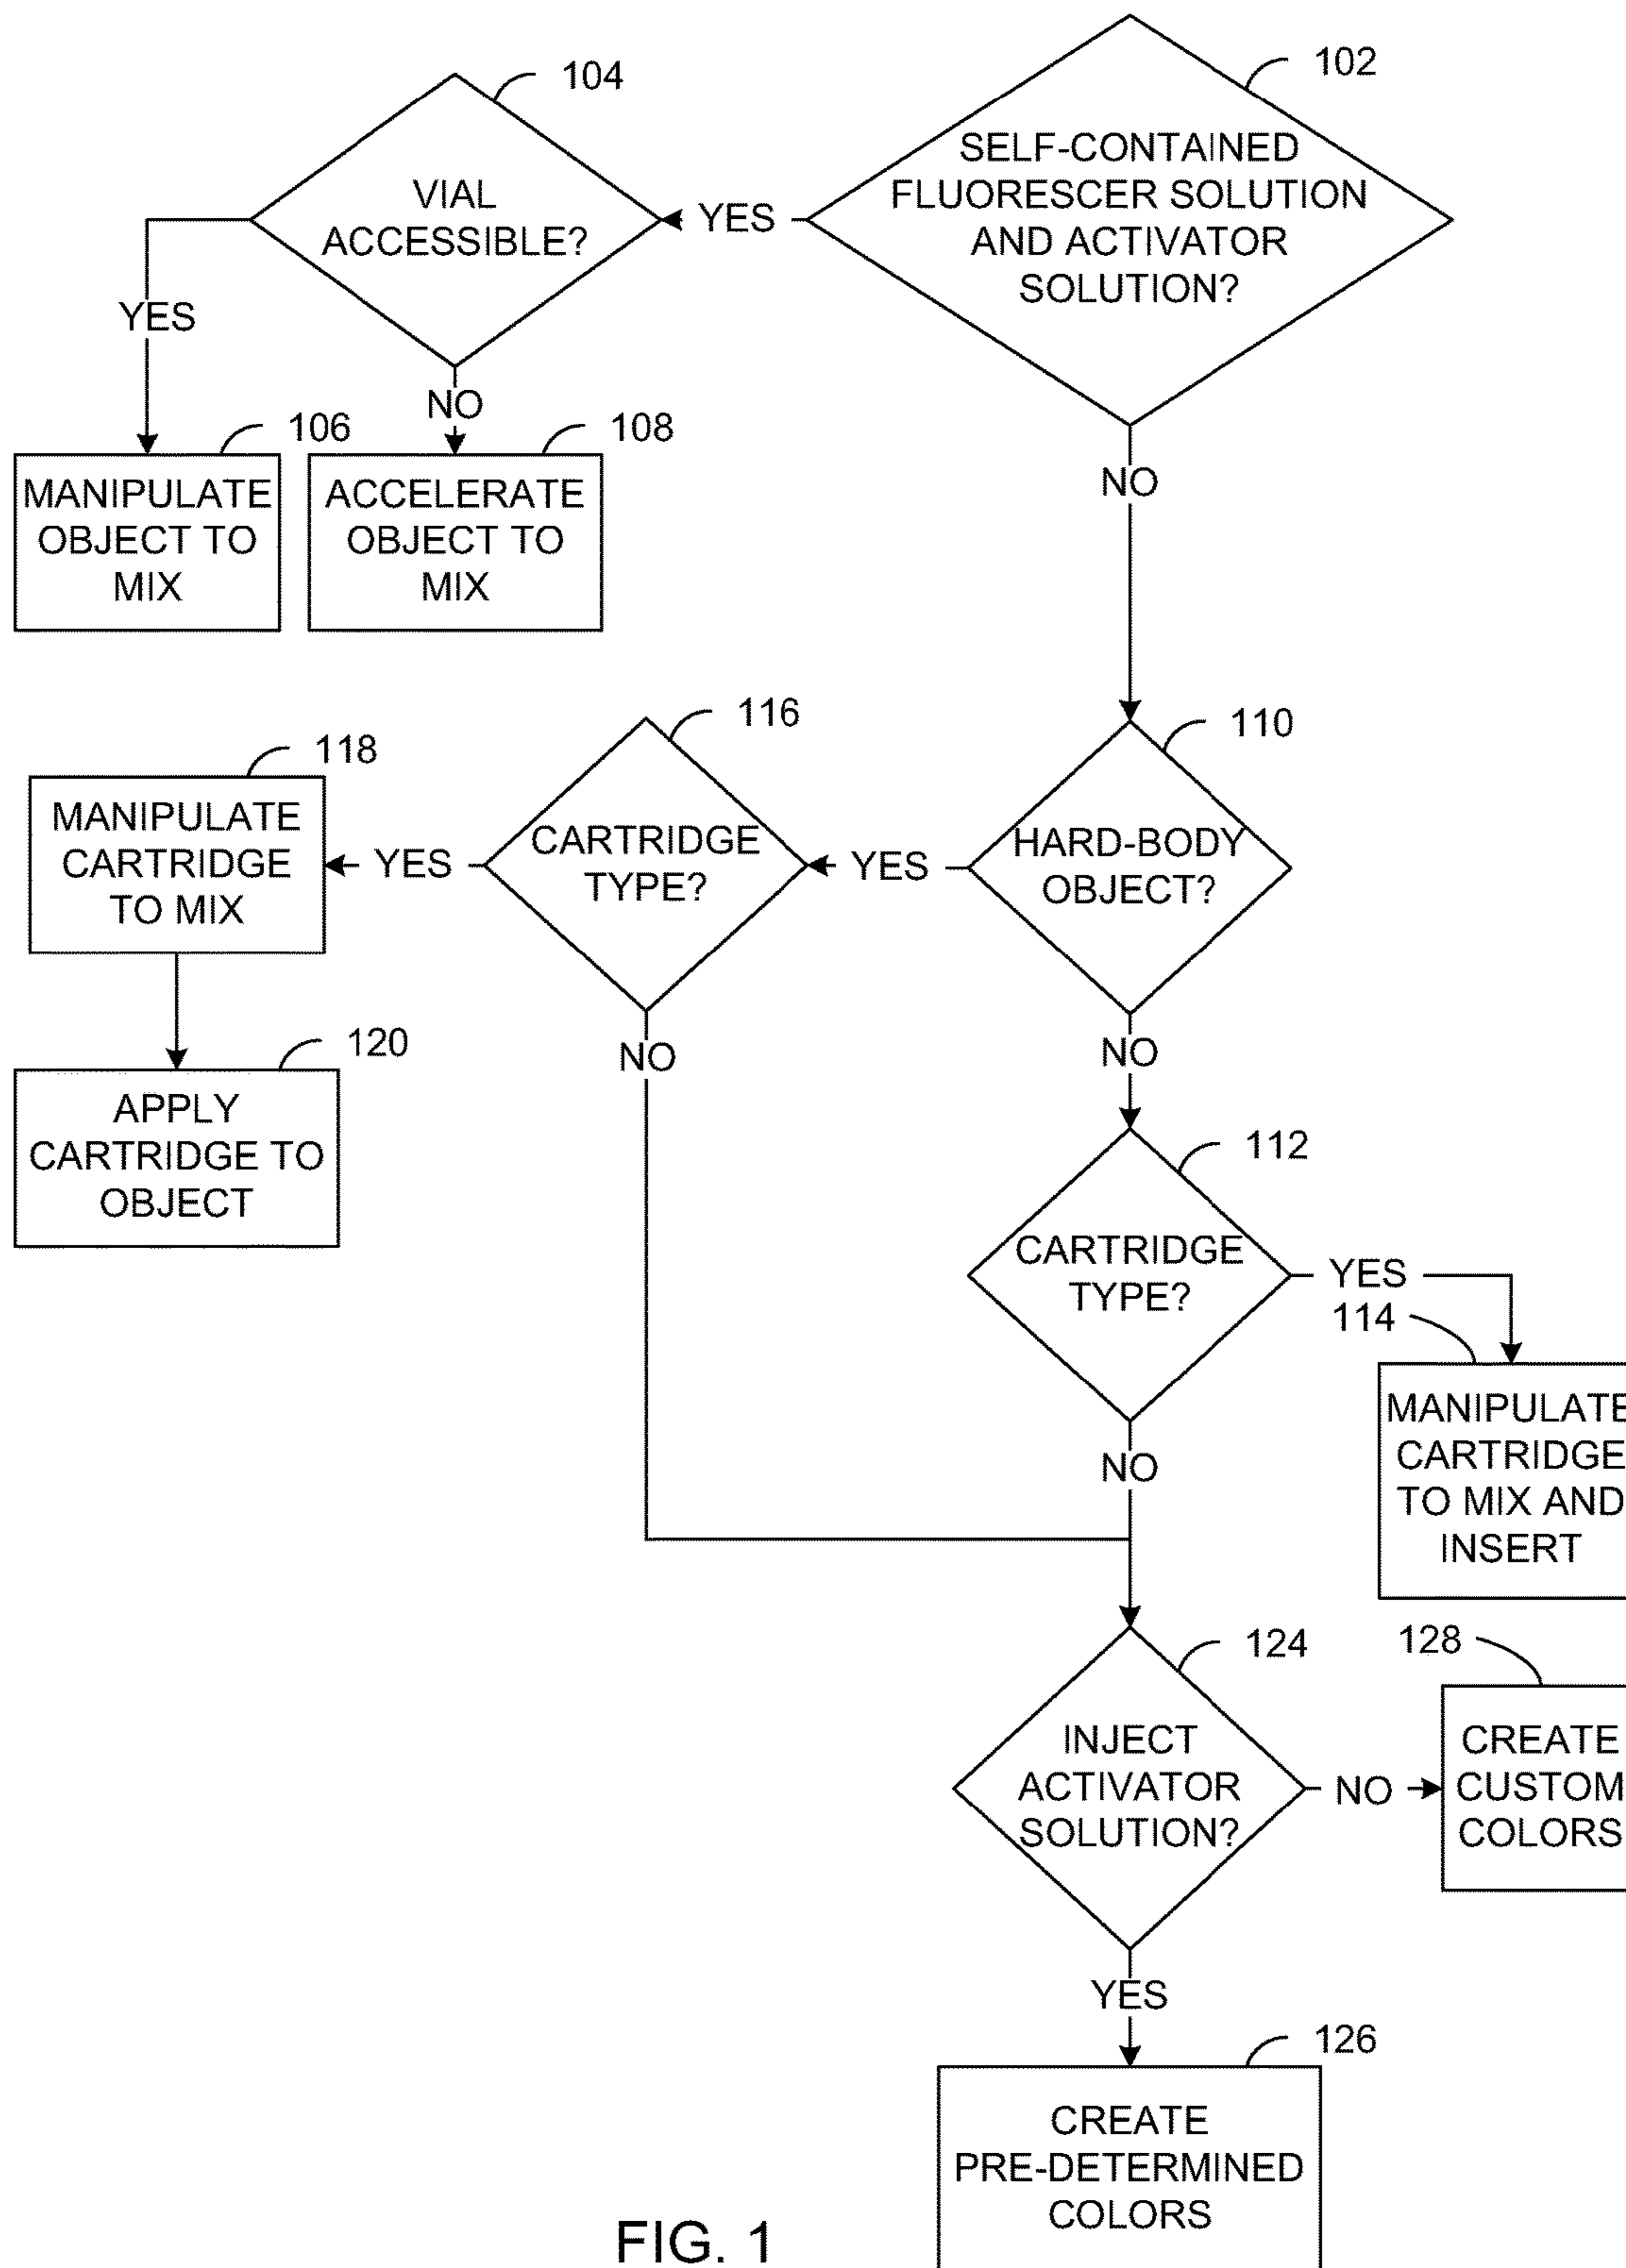 102
SELF-CONTAINED
FLUORESCER SOLUTION
AND ACTIVATOR
SOLUTION?
YES
104
VIAL
ACCESSIBLE?
YES
NO
106
MANIPULATE
OBJECT TO
MIX
108
ACCELERATE
OBJECT TO
MIX
NO
110
HARD-BODY
OBJECT?
YES
116
CARTRIDGE
TYPE?
YES
118
MANIPULATE
CARTRIDGE
TO MIX
120
APPLY
CARTRIDGE TO
OBJECT
NO
NO
112
CARTRIDGE
TYPE?
YES
114
MANIPULATE
CARTRIDGE
TO MIX AND
INSERT
NO
124
INJECT
ACTIVATOR
SOLUTION?
NO
128
CREATE
CUSTOM
COLORS
YES
126
CREATE
PRE-DETERMINED
COLORS
FIG. 1